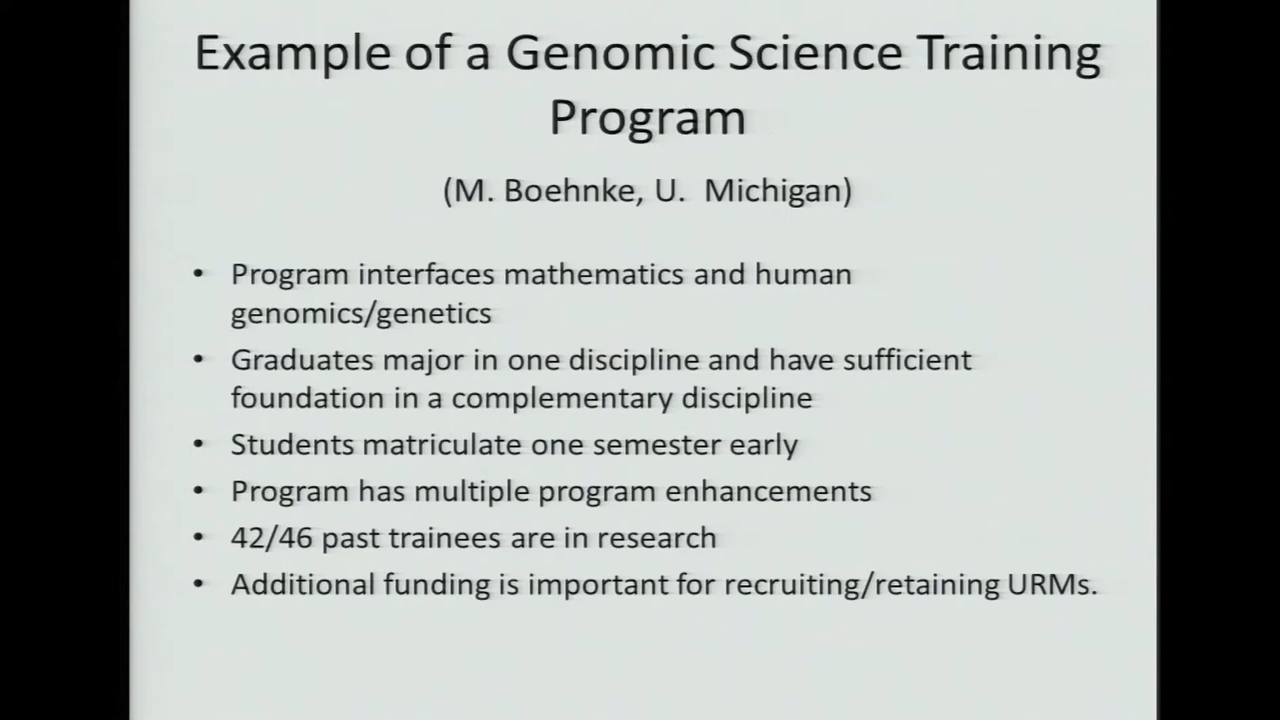 Example of a Genomic Science Training
Program
(M. Boehnke, U. Michigan)
• Program interfaces mathematics and human
genomics/genetics
• Graduates major in one discipline and have sufficient
foundation in a complementary discipline
• Students matriculate one semester early
• Program has multiple program enhancements
• 42/46 past trainees are in research
• Additional funding is important for recruiting/retaining URMs.